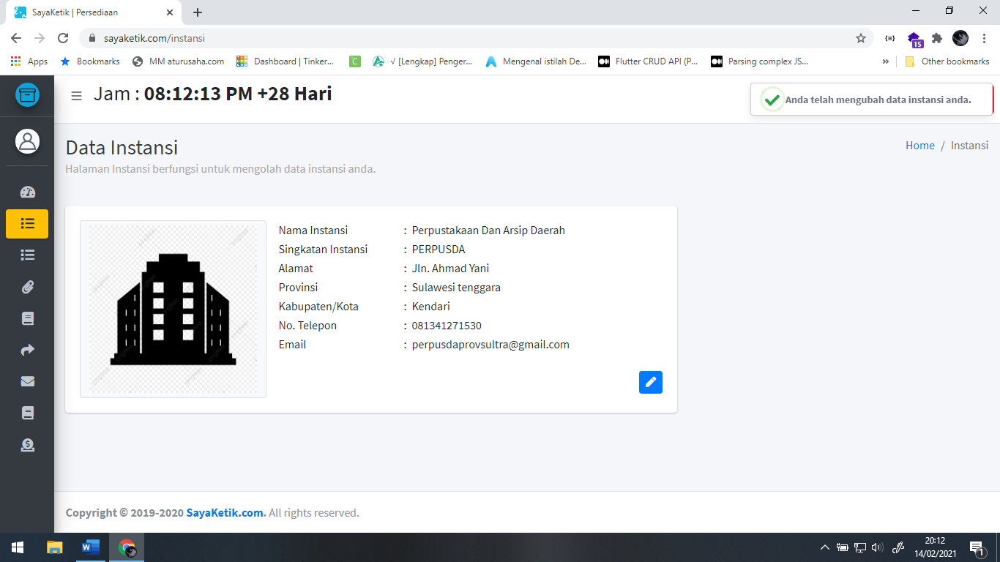 SayaKetik | Persediaan
sayaketik.com/instansi
15
Apps
Bookmarks
MM aturusaha.com
Dashboard | Tinker...
C
√ [Lengkap] Penger...
Mengenal istilah De...
Flutter CRUD API (P...
Parsing complex JS...
»
Other bookmarks
Jam : 08:12:13 PM +28 Hari
Anda telah mengubah data instansi anda.
Data Instansi
Home / Instansi
Halaman Instansi berfungsi untuk mengolah data instansi anda.
Nama Instansi : Perpustakaan Dan Arsip Daerah
Singkatan Instansi : PERPUSDA
Alamat : Jln. Ahmad Yani
Provinsi : Sulawesi tenggara
Kabupaten/Kota : Kendari
No. Telepon : 081341271530
Email : perpusdaprovsultra@gmail.com
Copyright © 2019-2020 SayaKetik.com. All rights reserved.
20:12
14/02/2021
1